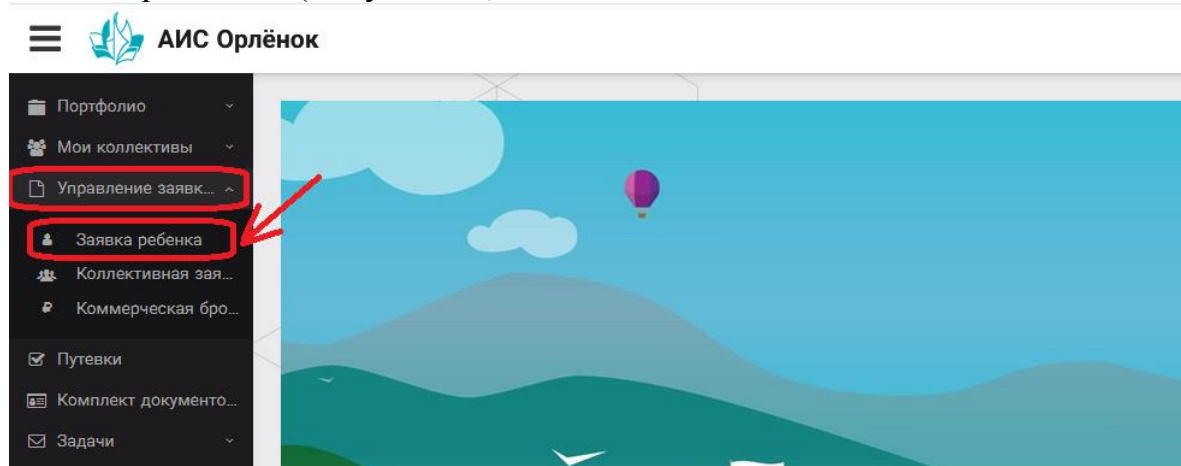 АИС Орлёнок
Портфолио
Мои коллективы
Управление заявк...
Заявка ребенка
Коллективная зая...
Коммерческая бро...
Путевки
Комплект документо...
Задачи